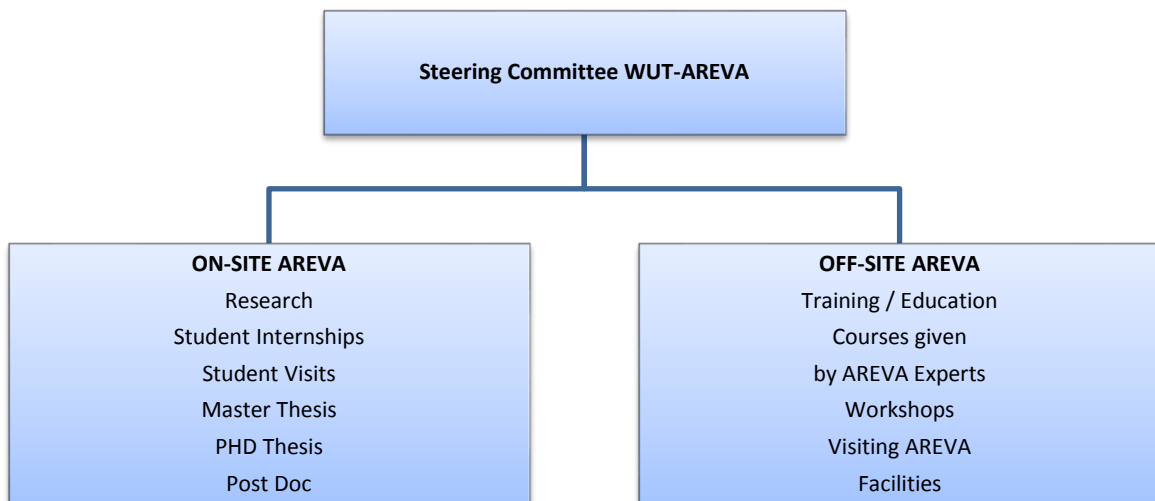 Steering Committee WUT-AREVA
ON-SITE AREVA
Research
Student Internships
Student Visits
Master Thesis
PHD Thesis
Post Doc
OFF-SITE AREVA
Training / Education
Courses given
by AREVA Experts
Workshops
Visiting AREVA
Facilities